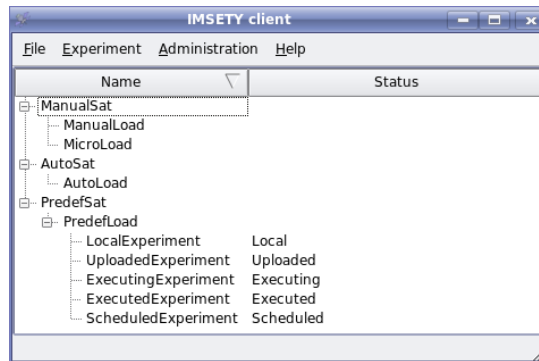 IMSETY client
File Experiment Administration Help
Name Status
ManualSat
ManualLoad
MicroLoad
AutoSat
AutoLoad
PredefSat
PredefLoad
LocalExperiment Local
UploadedExperiment Uploaded
ExecutingExperiment Executing
ExecutedExperiment Executed
ScheduledExperiment Scheduled